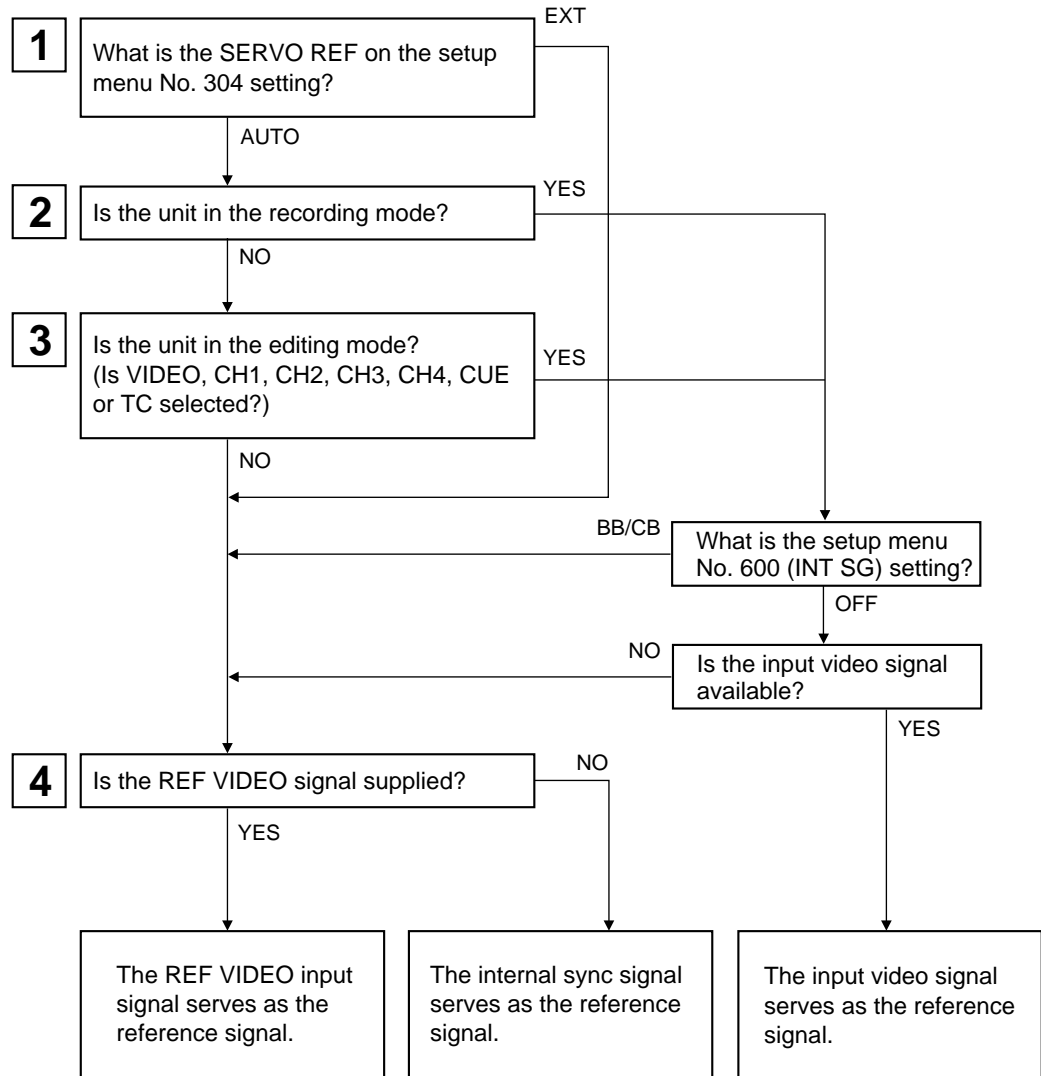 EXT
1
What is the SERVO REF on the setup
menu No. 304 setting?
AUTO
2
Is the unit in the recording mode?
YES
NO
3
Is the unit in the editing mode?
(Is VIDEO, CH1, CH2, CH3, CH4, CUE
or TC selected?)
YES
NO
BB/CB
What is the setup menu
No. 600 (INT SG) setting?
OFF
NO
Is the input video signal
available?
YES
4
Is the REF VIDEO signal supplied?
NO
YES
The REF VIDEO input
signal serves as the
reference signal.
The internal sync signal
serves as the reference
signal.
The input video signal
serves as the reference
signal.